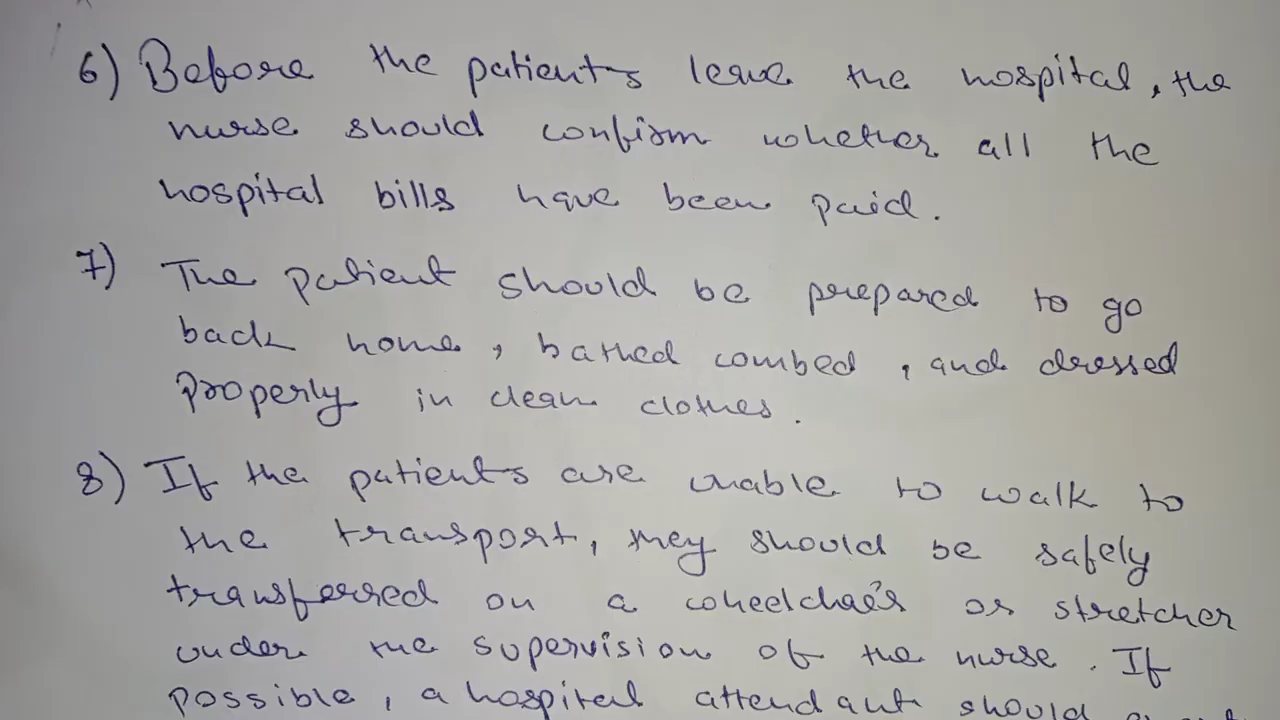 6) Before the patients leave the hospital, the
nurse should confirm whether all the
hospital bills have been paid.
7) The patient should be prepared to go
back home, bathed combed, and dressed
properly in clean clothes.
8) If the patients are unable to walk to
the transport, they should be safely
transferred on a wheelchair or stretcher
under the supervision of the nurse. If
possible, a hospital attendant should